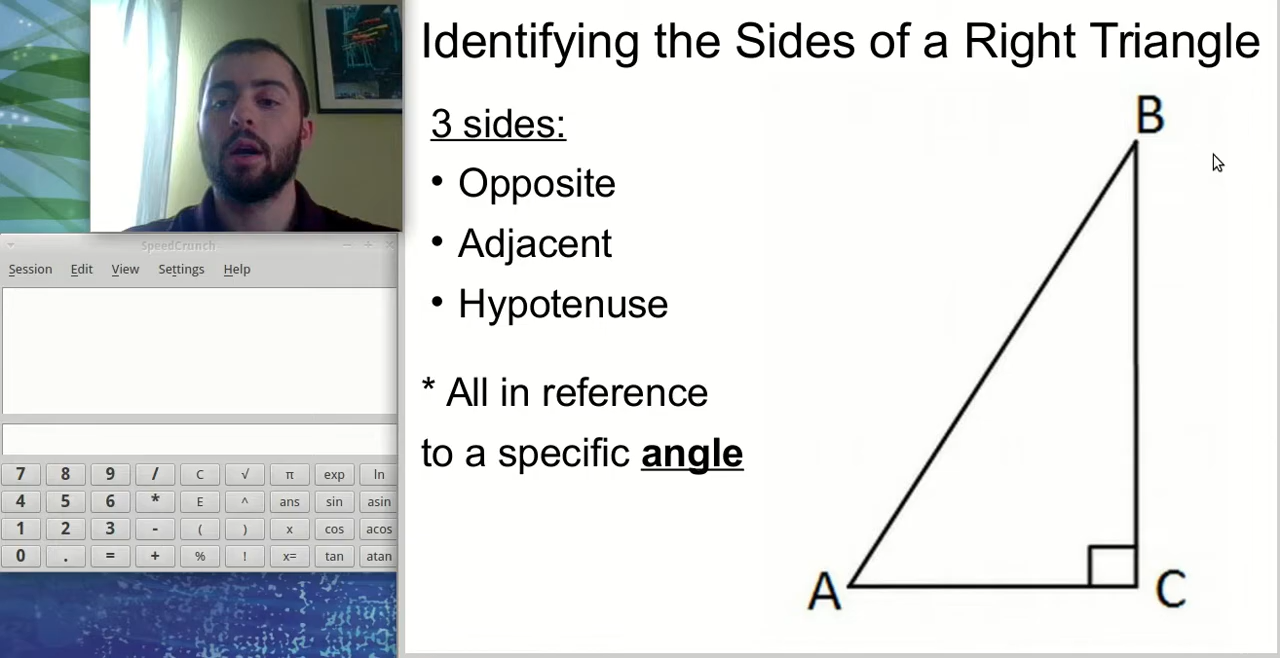 Identifying the Sides of a Right Triangle
3 sides:
• Opposite
• Adjacent
• Hypotenuse
* All in reference
to a specific angle
B
A
C
SpeedCrunch
Session Edit View Settings Help
7 8 9 / C √ π exp ln
4 5 6 * E ^ ans sin asin
1 2 3 - ( ) x cos acos
0 . = + % ! x= tan atan